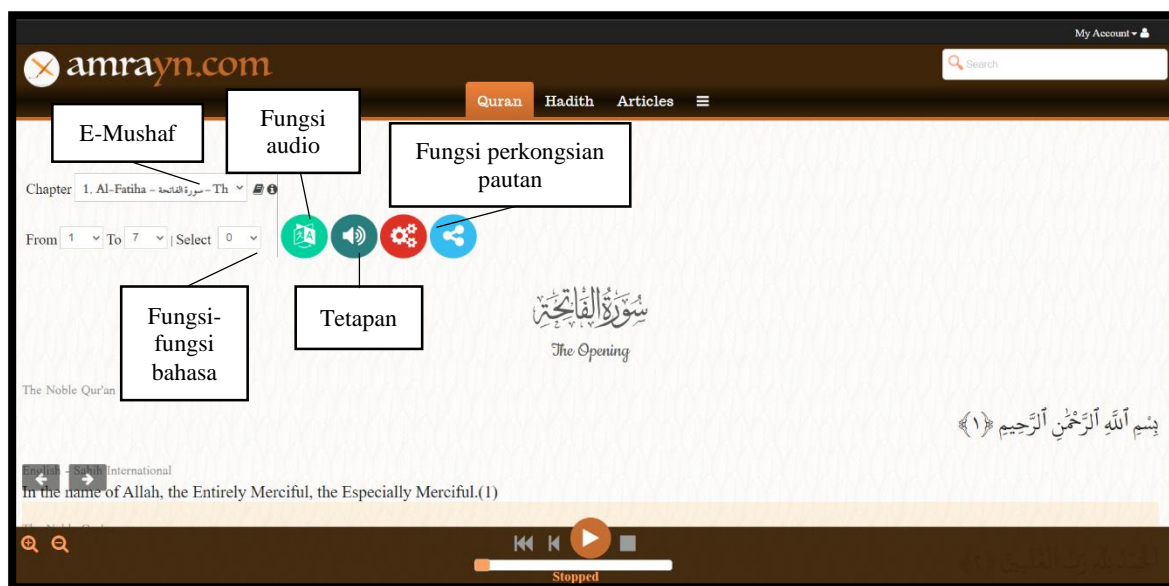 My Account
amrayn.com
Search
Quran Hadith Articles
E-Mushaf
Fungsi
audio
Fungsi perkongsian
pautan
Chapter 1. Al-Fatiha – سورة الفاتحة – Th
From 1 To 7 | Select 0
Fungsi-
fungsi
bahasa
Tetapan
سُورَةُ الْفَاتِحَةِ
The Opening
The Noble Qur'an
بِسْمِ ٱللَّهِ ٱلرَّحْمَٰنِ ٱلرَّحِيمِ ﴿١﴾
English - Sahih International
In the name of Allah, the Entirely Merciful, the Especially Merciful.(1)
Stopped